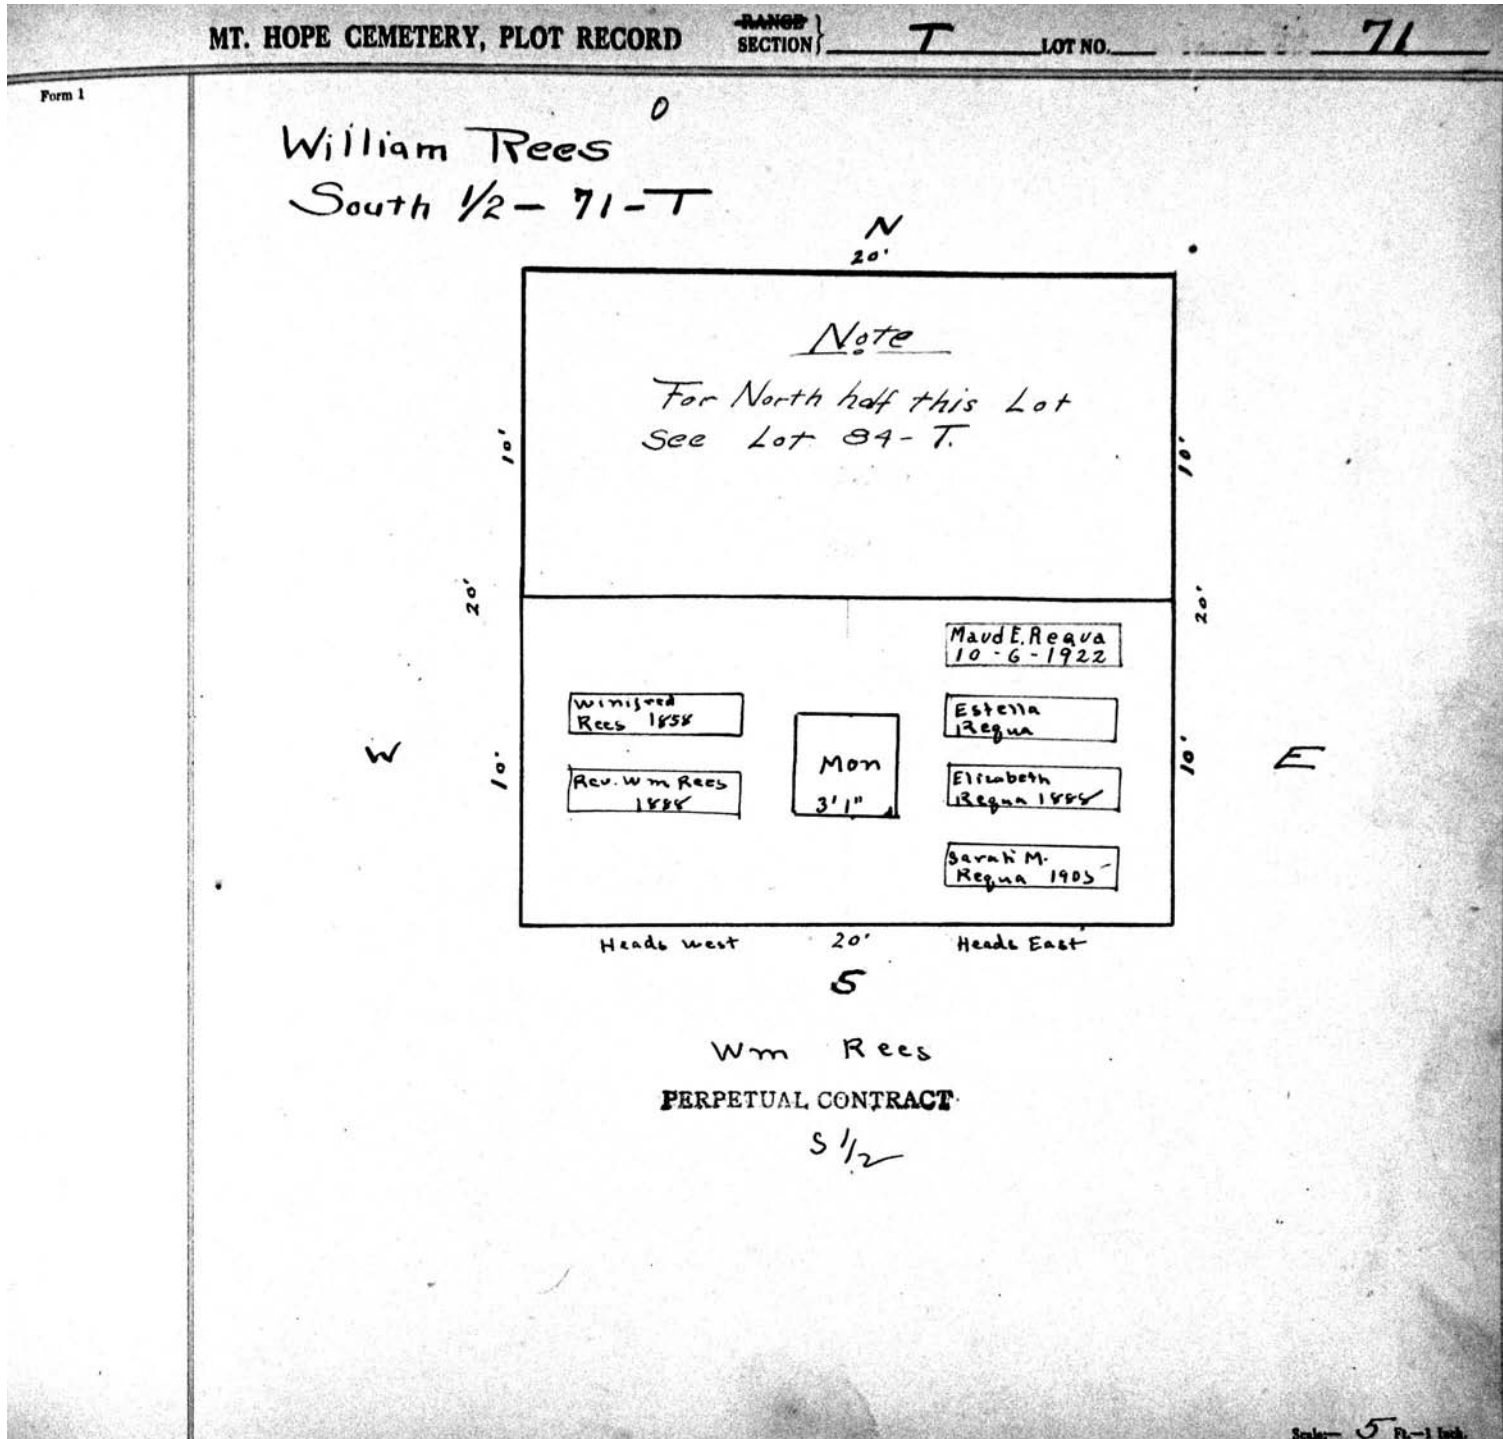 MT. HOPE CEMETERY, PLOT RECORD RANGE SECTION} T LOT NO. 71
Form 1
O
William Rees
South 1/2 - 71 - T
N
20'
Note
For North half this Lot
See Lot 84 - T.
10'
10'
20'
20'
Maud E. Requa
10 - 6 - 1922
Winifred
Rees 1858
Estella
Requa
W
10'
Mon
3'1"
10'
E
Rev. Wm Rees
1888
Elizabeth
Requa 1888
Sarah M.
Requa 1905
Heads West 20' Heads East
S
Wm Rees
PERPETUAL CONTRACT
S 1/2
Scale:— 5 Ft.—1 Inch.